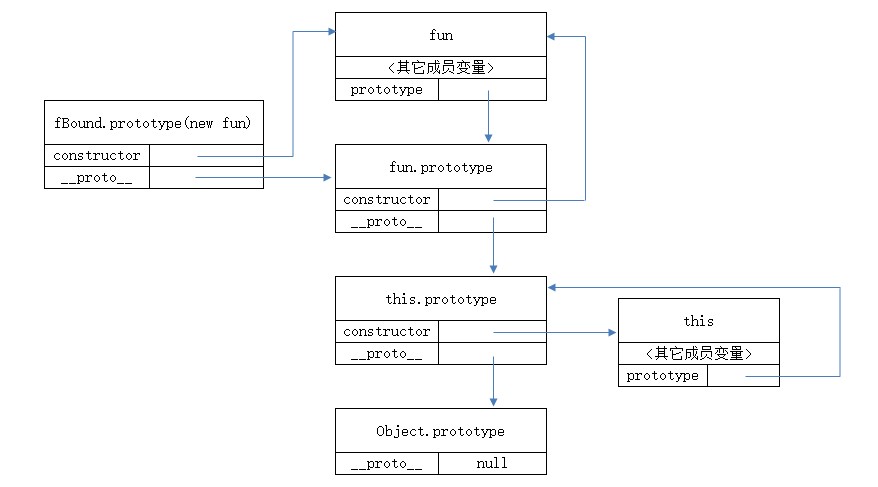 fun
<其它成员变量>
prototype
fBound.prototype(new fun)
constructor
__proto__
fun.prototype
constructor
__proto__
this.prototype
constructor
__proto__
this
<其它成员变量>
prototype
Object.prototype
__proto__ null